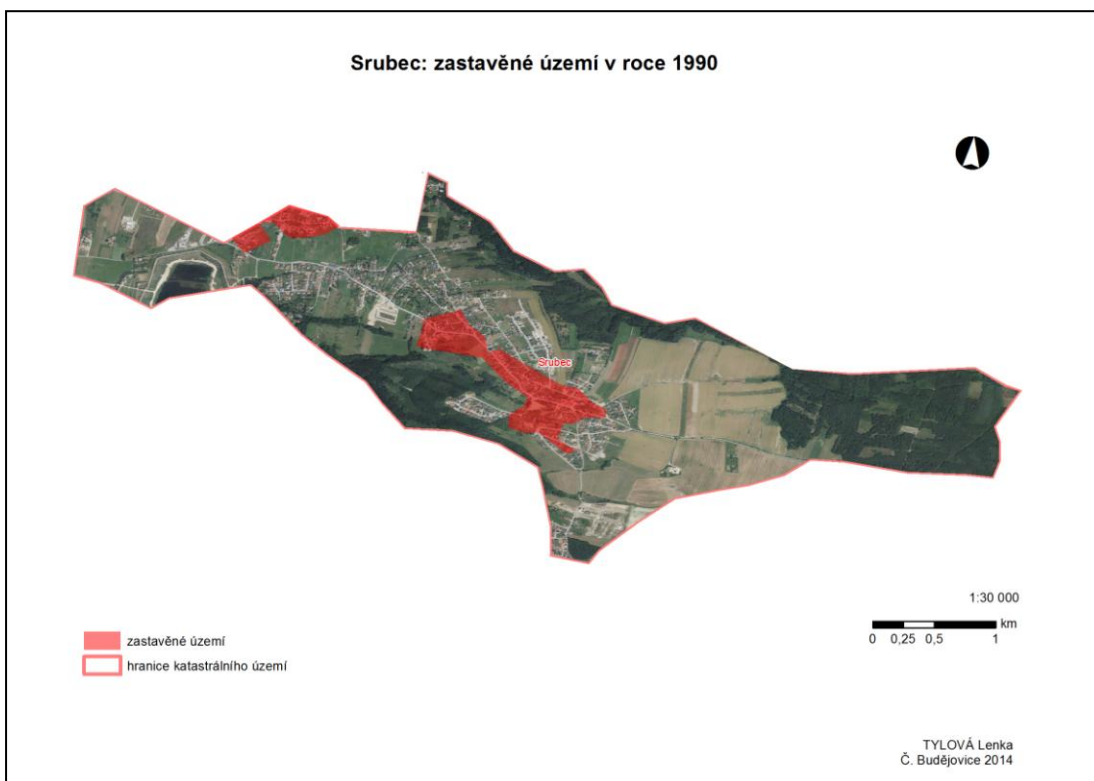 Srubec: zastavěné území v roce 1990
Srubec
1:30 000
km
0 0,25 0,5 1
zastavěné území
hranice katastrálního území
TYLOVÁ Lenka
Č. Budějovice 2014